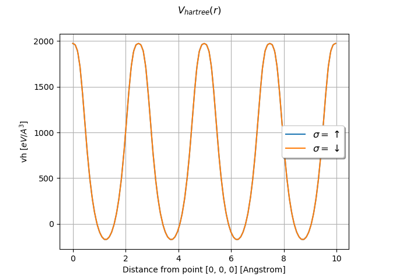 V_hartree(r)
2000
1500
1000
500
0
vh [eV/A^3]
σ = ↑
σ = ↓
0 2 4 6 8 10
Distance from point [0, 0, 0] [Angstrom]